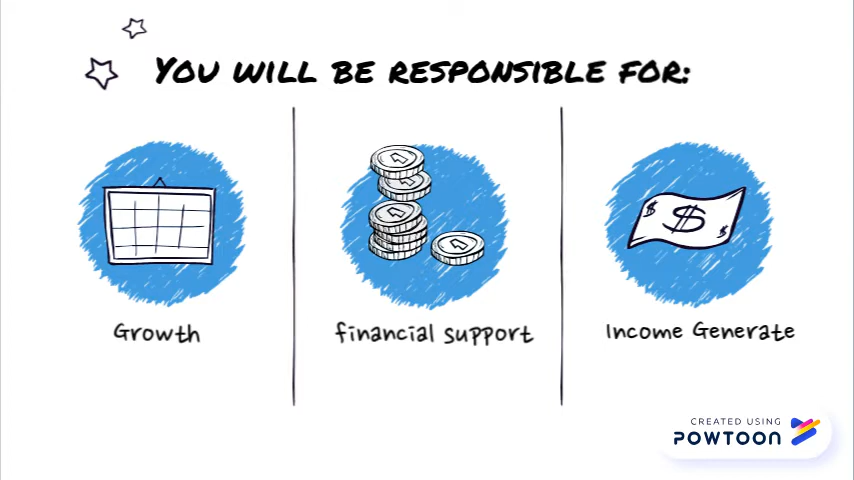 You will be responsible for:
Growth
financial support
Income Generate
CREATED USING
POWTOON